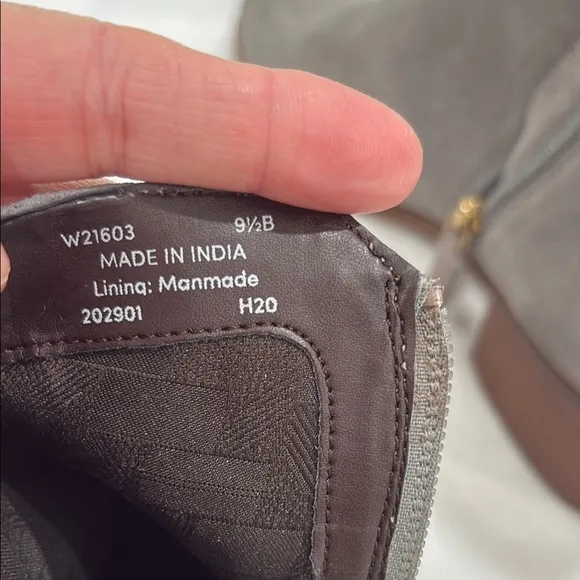 W21603 9½B
MADE IN INDIA
Lining: Manmade
202901 H20